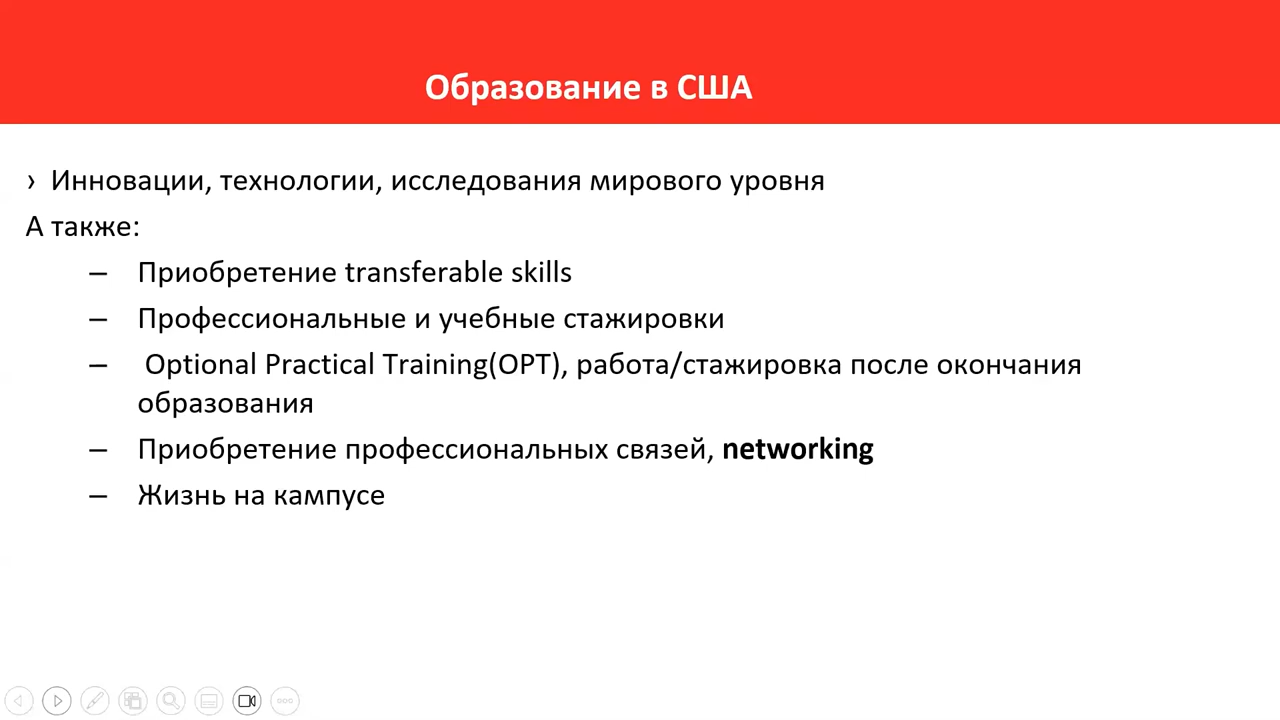 Образование в США
› Инновации, технологии, исследования мирового уровня
А также:
– Приобретение transferable skills
– Профессиональные и учебные стажировки
– Optional Practical Training(OPT), работа/стажировка после окончания
образования
– Приобретение профессиональных связей, networking
– Жизнь на кампусе